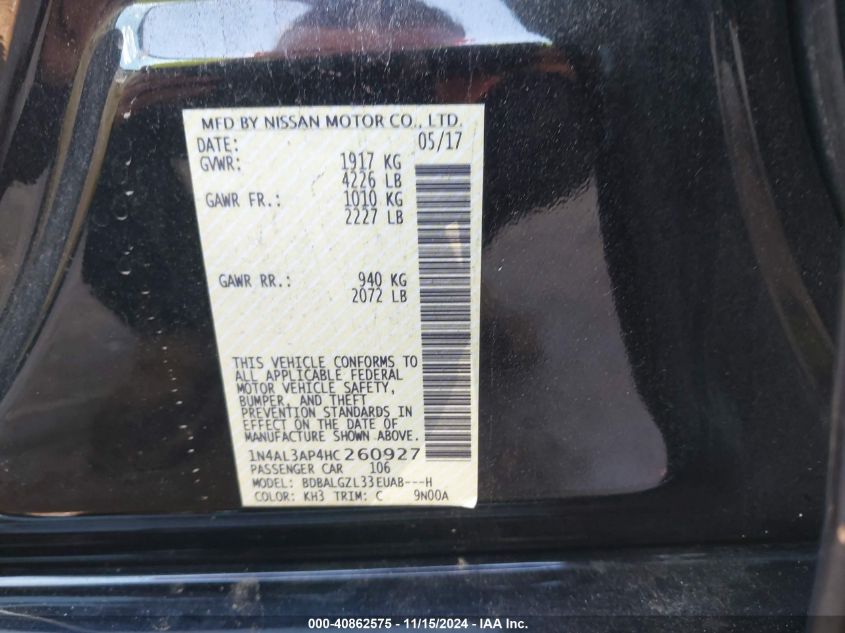 MFD BY NISSAN MOTOR CO., LTD.
DATE: 05/17
GVWR: 1917 KG
4226 LB
GAWR FR.: 1010 KG
2227 LB
GAWR RR.: 940 KG
2072 LB
THIS VEHICLE CONFORMS TO
ALL APPLICABLE FEDERAL
MOTOR VEHICLE SAFETY,
BUMPER, AND THEFT
PREVENTION STANDARDS IN
EFFECT ON THE DATE OF
MANUFACTURE SHOWN ABOVE.
1N4AL3AP4HC260927
PASSENGER CAR 106
MODEL: BDBALGZL33EUAB---H
COLOR: KH3 TRIM: C 9N00A
000-40862575 - 11/15/2024 - IAA Inc.